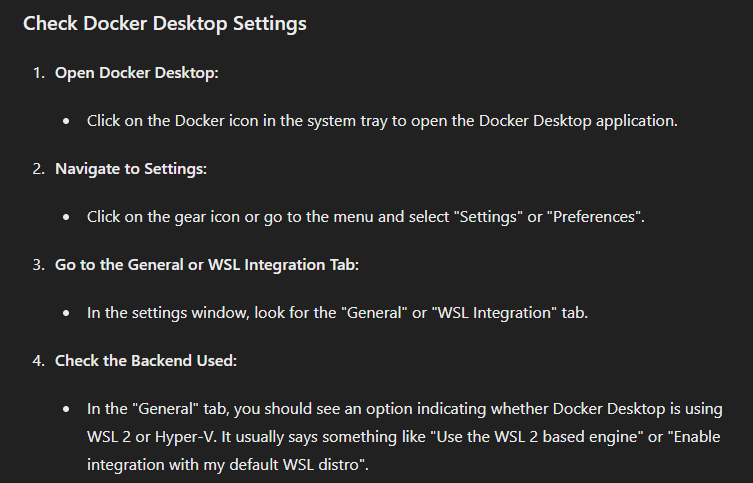 Check Docker Desktop Settings
1. Open Docker Desktop:
• Click on the Docker icon in the system tray to open the Docker Desktop application.
2. Navigate to Settings:
• Click on the gear icon or go to the menu and select "Settings" or "Preferences".
3. Go to the General or WSL Integration Tab:
• In the settings window, look for the "General" or "WSL Integration" tab.
4. Check the Backend Used:
• In the "General" tab, you should see an option indicating whether Docker Desktop is using
WSL 2 or Hyper-V. It usually says something like "Use the WSL 2 based engine" or "Enable
integration with my default WSL distro".